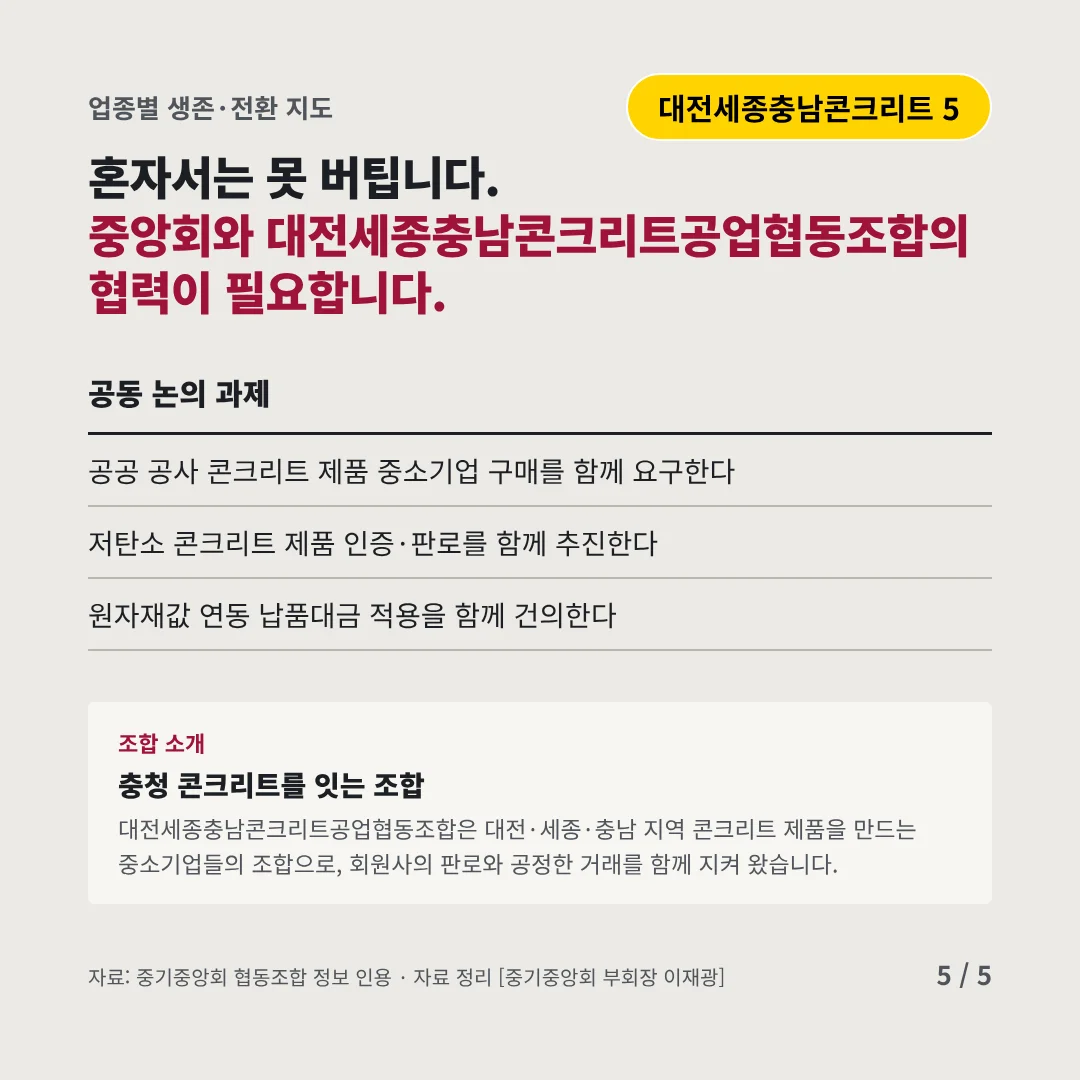 업종별 생존·전환 지도
대전세종충남콘크리트 5
혼자서는 못 버팁니다.
중앙회와 대전세종충남콘크리트공업협동조합의
협력이 필요합니다.
공동 논의 과제
공공 공사 콘크리트 제품 중소기업 구매를 함께 요구한다
저탄소 콘크리트 제품 인증·판로를 함께 추진한다
원자재값 연동 납품대금 적용을 함께 건의한다
조합 소개
충청 콘크리트를 잇는 조합
대전세종충남콘크리트공업협동조합은 대전·세종·충남 지역 콘크리트 제품을 만드는
중소기업들의 조합으로, 회원사의 판로와 공정한 거래를 함께 지켜 왔습니다.
자료: 중기중앙회 협동조합 정보 인용 · 자료 정리 [중기중앙회 부회장 이재광]
5 / 5